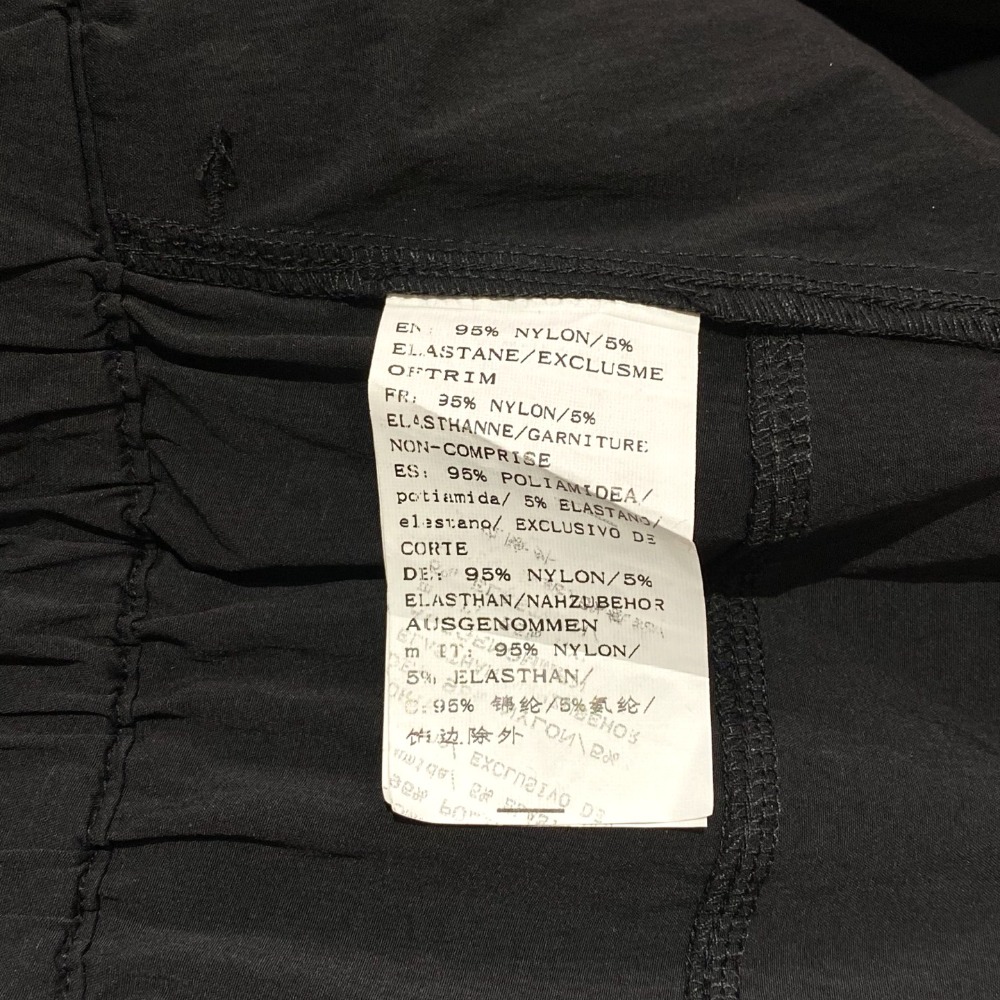 EN: 95% NYLON/5%
ELASTANE/EXCLUSME
OFTRIM
FR: 95% NYLON/5%
ELASTHANNE/GARNITURE
NON-COMPRISE
ES: 95% POLIAMIDEA/
potiamida/ 5% ELASTANO/
elestano/ EXCLUSIVO DE
CORTE
DE: 95% NYLON/5%
ELASTHAN/NAHZUBEHOR
AUSGENOMMEN
m IT: 95% NYLON/
5% ELASTHAN/
C:95% 锦纶/5%氨纶/
饰边除外